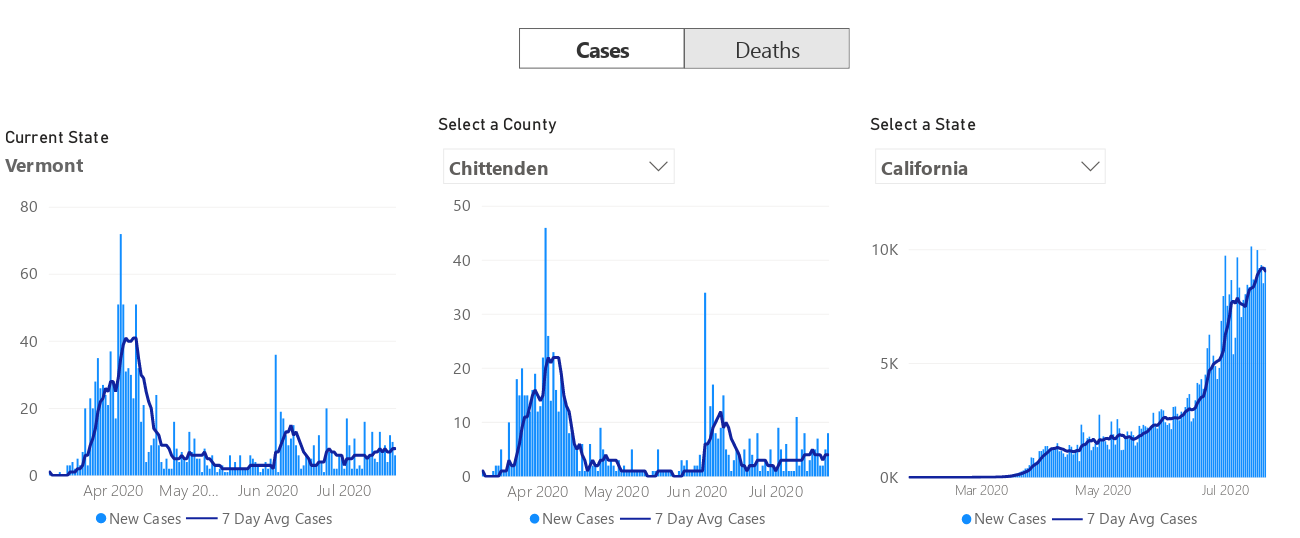 Cases Deaths
Current State
Vermont
80
60
40
20
0
Apr 2020 May 20... Jun 2020 Jul 2020
New Cases 7 Day Avg Cases
Select a County
Chittenden
50
40
30
20
10
0
Apr 2020 May 2020 Jun 2020 Jul 2020
New Cases 7 Day Avg Cases
Select a State
California
10K
5K
0K
Mar 2020 May 2020 Jul 2020
New Cases 7 Day Avg Cases